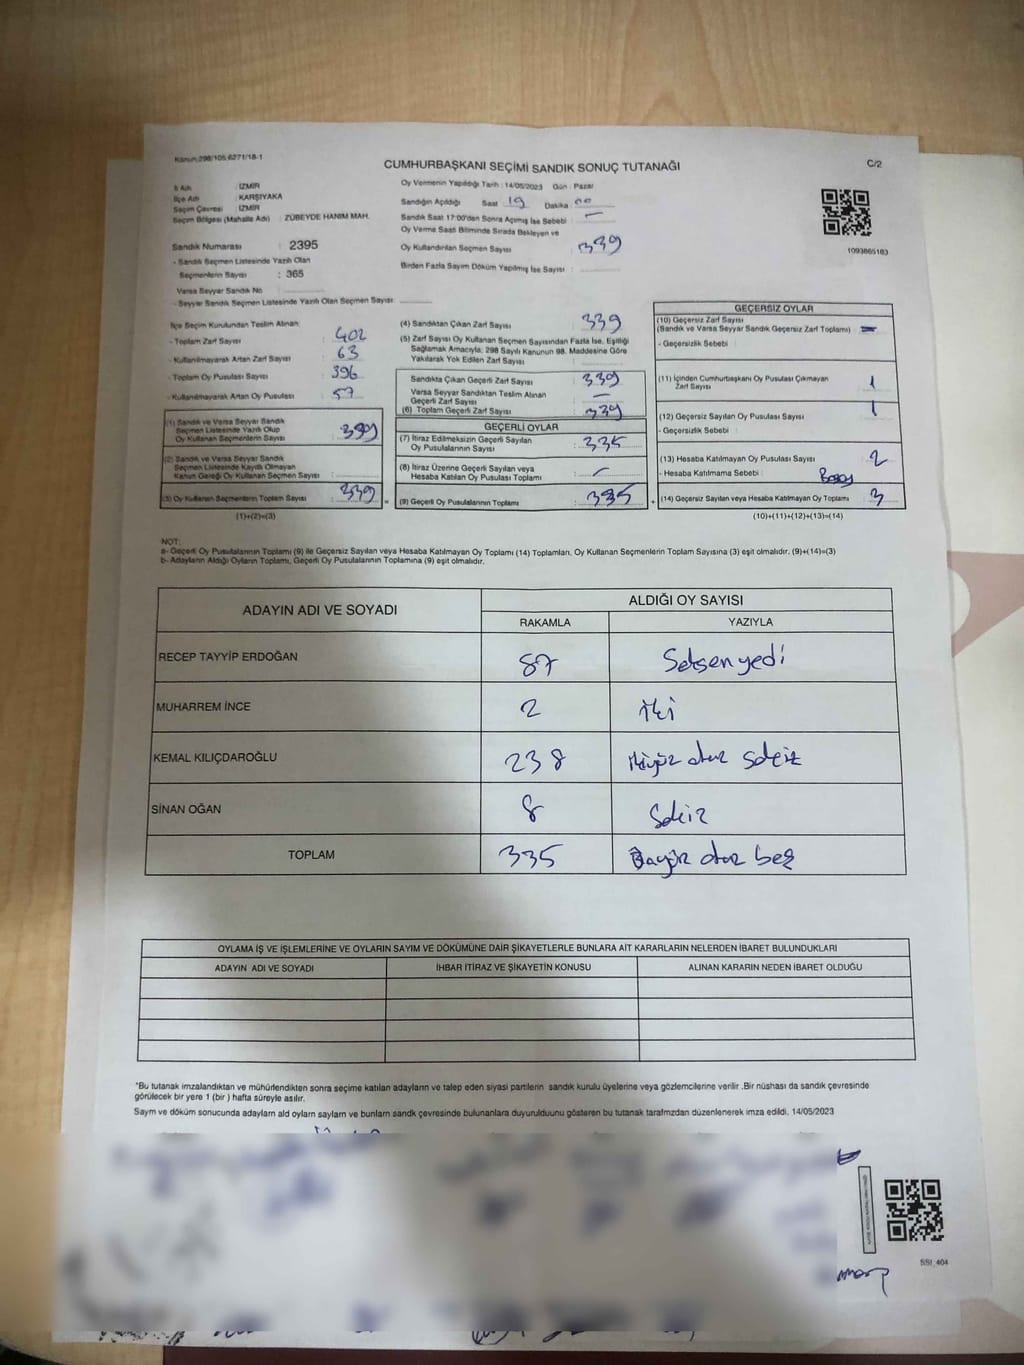 Kanun:298/105,6271/18-1
CUMHURBAŞKANI SEÇİMİ SANDIK SONUÇ TUTANAĞI
C/2
İl Adı : İZMİR
İlçe Adı : KARŞIYAKA
Seçim Çevresi : İZMİR
Seçim Bölgesi (Mahalle Adı) : ZÜBEYDE HANIM MAH.
Sandık Numarası : 2395
- Sandık Seçmen Listesinde Yazılı Olan
Seçmenlerin Sayısı : 365
Varsa Seyyar Sandık No
- Seyyar Sandık Seçmen Listesinde Yazılı Olan Seçmen Sayısı:
Oy Vermenin Yapıldığı Tarih : 14/05/2023 Gün : Pazar
Sandığın Açıldığı Saat 19 Dakika 00
Sandık Saat 17:00'den Sonra Açılmış İse Sebebi : —
Oy Verme Saati Bitiminde Sırada Bekleyen ve
Oy Kullandırılan Seçmen Sayısı : 339
Birden Fazla Sayım Döküm Yapılmış İse Sayısı :
1093865183
İlçe Seçim Kurulundan Teslim Alınan:
- Toplam Zarf Sayısı : 402
- Kullanılmayarak Artan Zarf Sayısı : 63
- Toplam Oy Pusulası Sayısı : 396
- Kullanılmayarak Artan Oy Pusulası : 57
(1) Sandık ve Varsa Seyyar Sandık
Seçmen Listesinde Yazılı Olup
Oy Kullanan Seçmenlerin Sayısı : 339
(2) Sandık ve Varsa Seyyar Sandık
Seçmen Listesinde Kayıtlı Olmayan
Kanun Gereği Oy Kullanan Seçmen Sayısı :
(3) Oy Kullanan Seçmenlerin Toplam Sayısı : 339
(1)+(2)=(3)
(4) Sandıktan Çıkan Zarf Sayısı : 339
(5) Zarf Sayısı Oy Kullanan Seçmen Sayısından Fazla İse, Eşitliği
Sağlamak Amacıyla, 298 Sayılı Kanunun 98. Maddesine Göre
Yakılarak Yok Edilen Zarf Sayısı :
Sandıkta Çıkan Geçerli Zarf Sayısı : 339
Varsa Seyyar Sandıktan Teslim Alınan
Geçerli Zarf Sayısı : —
(6) Toplam Geçerli Zarf Sayısı : 339
GEÇERLİ OYLAR
(7) İtiraz Edilmeksizin Geçerli Sayılan
Oy Pusulalarının Sayısı : 335
(8) İtiraz Üzerine Geçerli Sayılan veya
Hesaba Katılan Oy Pusulası Toplamı : —
(9) Geçerli Oy Pusulalarının Toplamı : 335
GEÇERSİZ OYLAR
(10) Geçersiz Zarf Sayısı
(Sandık ve Varsa Seyyar Sandık Geçersiz Zarf Toplamı) :
- Geçersizlik Sebebi :
(11) İçinden Cumhurbaşkanı Oy Pusulası Çıkmayan
Zarf Sayısı : 1
(12) Geçersiz Sayılan Oy Pusulası Sayısı : 1
- Geçersizlik Sebebi :
(13) Hesaba Katılmayan Oy Pusulası Sayısı : 2
- Hesaba Katılmama Sebebi :
(14) Geçersiz Sayılan veya Hesaba Katılmayan Oy Toplamı : 3
(10)+(11)+(12)+(13)=(14)
NOT:
a- Geçerli Oy Pusulalarının Toplamı (9) ile Geçersiz Sayılan veya Hesaba Katılmayan Oy Toplamı (14) Toplamları, Oy Kullanan Seçmenlerin Toplam Sayısına (3) eşit olmalıdır. (9)+(14)=(3)
b- Adayların Aldığı Oyların Toplamı, Geçerli Oy Pusulalarının Toplamına (9) eşit olmalıdır.
ADAYIN ADI VE SOYADI ALDIĞI OY SAYISI
RAKAMLA YAZIYLA
RECEP TAYYİP ERDOĞAN 87 Seksenyedi
MUHARREM İNCE 2 iki
KEMAL KILIÇDAROĞLU 238 ikiyüz otuz sekiz
SİNAN OĞAN 8 Sekiz
TOPLAM 335 üçyüz otuz beş
OYLAMA İŞ VE İŞLEMLERİNE VE OYLARIN SAYIM VE DÖKÜMÜNE DAİR ŞİKAYETLERLE BUNLARA AİT KARARLARIN NELERDEN İBARET BULUNDUKLARI
ADAYIN ADI VE SOYADI İHBAR İTİRAZ VE ŞİKAYETİN KONUSU ALINAN KARARIN NEDEN İBARET OLDUĞU
*Bu tutanak imzalandıktan ve mühürlendikten sonra seçime katılan adayların ve talep eden siyasi partilerin sandık kurulu üyelerine veya gözlemcilerine verilir .Bir nüshası da sandık çevresinde
görülecek bir yere 1 (bir ) hafta süreyle asılır.
Sayım ve döküm sonucunda adayların ald oyların sayların ve bunların sandk çevresinde bulunanlara duyurulduunu gösteren bu tutanak tarafmzdan düzenlenerek imza edildi. 14/05/2023
SSI_404